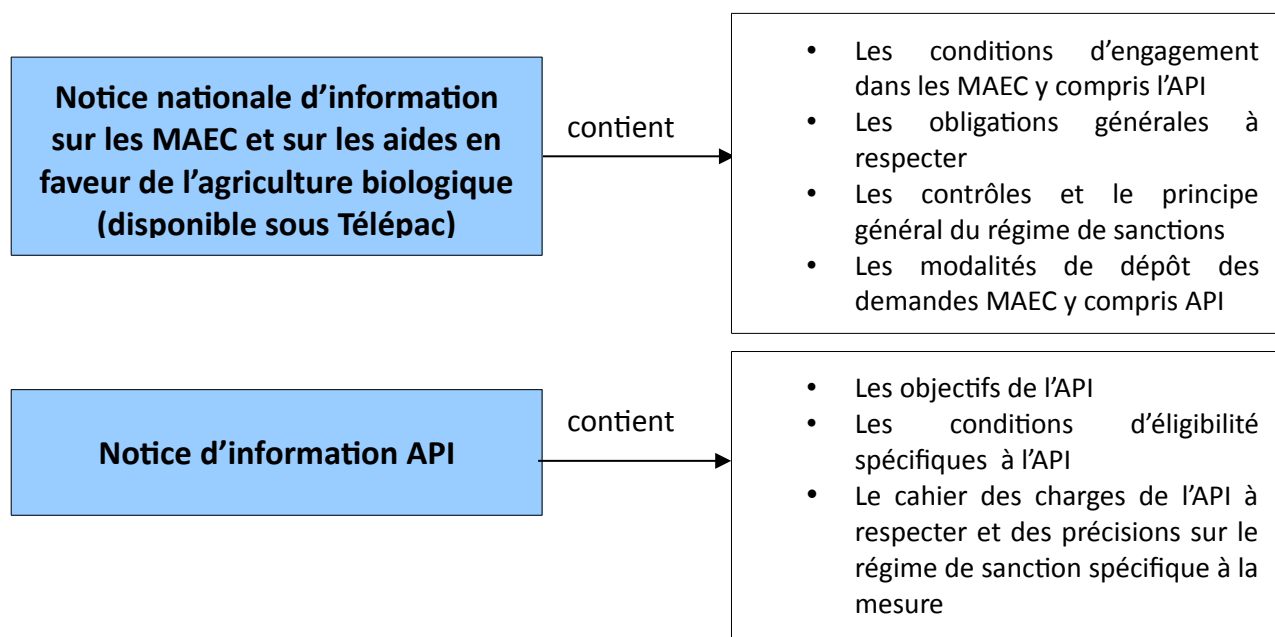 Notice nationale d’information
sur les MAEC et sur les aides en
faveur de l’agriculture biologique
(disponible sous Télépac)
contient
• Les conditions d’engagement
dans les MAEC y compris l’API
• Les obligations générales à
respecter
• Les contrôles et le principe
général du régime de sanctions
• Les modalités de dépôt des
demandes MAEC y compris API
Notice d’information API
contient
• Les objectifs de l’API
• Les conditions d’éligibilité
spécifiques à l’API
• Le cahier des charges de l’API à
respecter et des précisions sur le
régime de sanction spécifique à la
mesure